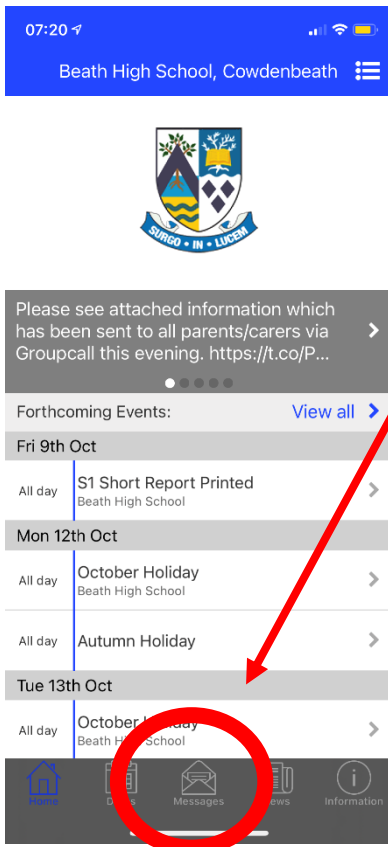 07:20
Beath High School, Cowdenbeath
SURGO • IN • LUCEM
Please see attached information which
has been sent to all parents/carers via
Groupcall this evening. https://t.co/P...
Forthcoming Events:
View all
Fri 9th Oct
All day
S1 Short Report Printed
Beath High School
Mon 12th Oct
All day
October Holiday
Beath High School
All day
Autumn Holiday
Tue 13th Oct
All day
October Holiday
Beath High School
Home
Messages
Information